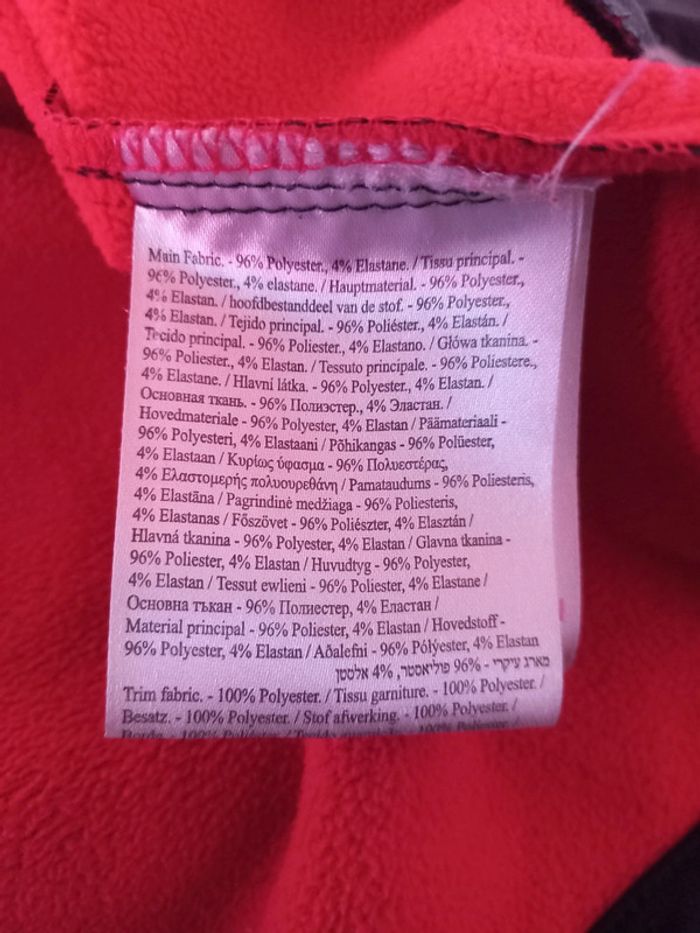 Main Fabric. - 96% Polyester., 4% Elastane. / Tissu principal. -
96% Polyester., 4% elastane. / Hauptmaterial. - 96% Polyester.,
4% Elastan. / hoofdbestanddeel van de stof. - 96% Polyester.,
4% Elastan. / Tejido principal. - 96% Poliéster., 4% Elastán. /
Tecido principal. - 96% Poliester., 4% Elastano. / Główa tkanina. -
96% Poliester., 4% Elastan. / Tessuto principale. - 96% Poliestere.,
4% Elastane. / Hlavní látka. - 96% Polyester., 4% Elastan. /
Основная ткань. - 96% Полиэстер., 4% Эластан. /
Hovedmateriale - 96% Polyester, 4% Elastan / Päämateriaali -
96% Polyesteri, 4% Elastaani / Põhikangas - 96% Polüester,
4% Elastaan / Κυρίως ύφασμα - 96% Πολυεστέρας,
4% Ελαστομερής πολυουρεθάνη / Pamataudums - 96% Poliesteris,
4% Elastāna / Pagrindinė medžiaga - 96% Poliesteris,
4% Elastanas / Főszövet - 96% Poliészter, 4% Elasztán /
Hlavná tkanina - 96% Polyester, 4% Elastan / Glavna tkanina -
96% Poliester, 4% Elastan / Huvudtyg - 96% Polyester,
4% Elastan / Tessut ewlieni - 96% Poliester, 4% Elastane /
Основна тъкан - 96% Полиестер, 4% Еластан /
Material principal - 96% Poliester, 4% Elastan / Hovedstoff -
96% Polyester, 4% Elastan / Aðalefni - 96% Pólýester, 4% Elastan
מארג עיקרי - 96% פוליאסטר, 4% אלסטן
Trim fabric. - 100% Polyester. / Tissu garniture. - 100% Polyester. /
Besatz. - 100% Polyester. / Stof afwerking. - 100% Polyester. /